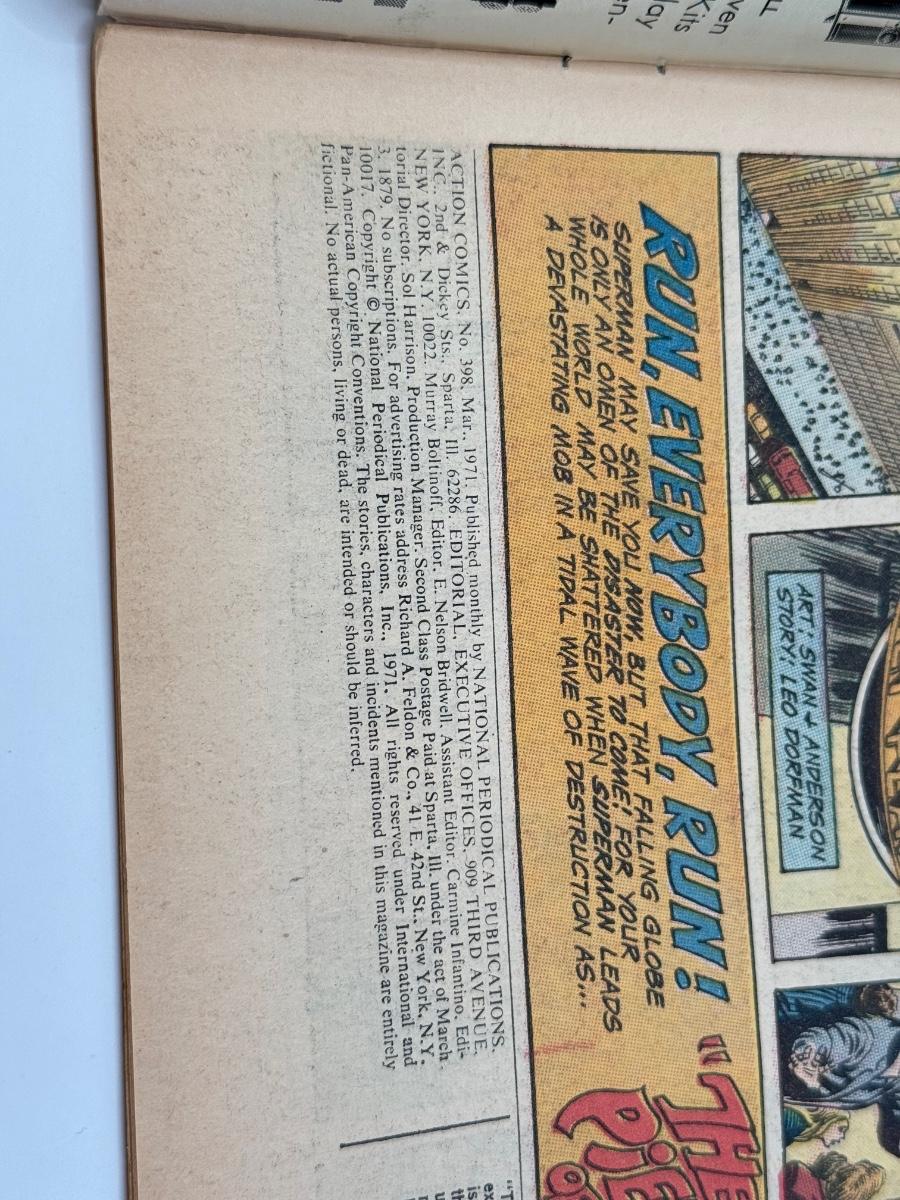 RUN, EVERYBODY, RUN!
SUPERMAN MAY SAVE YOU NOW, BUT THAT FALLING GLOBE
IS ONLY AN OMEN OF THE DISASTER TO COME! FOR YOUR
WHOLE WORLD MAY BE SHATTERED WHEN SUPERMAN LEADS
A DEVASTATING MOB IN A TIDAL WAVE OF DESTRUCTION AS...
"THE
ART: SWAN & ANDERSON
STORY: LEO DORFMAN
ACTION COMICS, No. 398, Mar., 1971. Published monthly by NATIONAL PERIODICAL PUBLICATIONS,
INC., 2nd & Dickey Sts., Sparta, Ill. 62286. EDITORIAL, EXECUTIVE OFFICES, 909 THIRD AVENUE,
NEW YORK, N.Y. 10022. Murray Boltinoff, Editor. E. Nelson Bridwell, Assistant Editor. Carmine Infantino, Edi-
torial Director. Sol Harrison, Production Manager. Second Class Postage Paid at Sparta, Ill. under the act of March
3, 1879. No subscriptions. For advertising rates address Richard A. Feldon & Co., 41 E. 42nd St., New York, N.Y.
10017. Copyright © National Periodical Publications, Inc., 1971. All rights reserved under International and
Pan-American Copyright Conventions. The stories, characters and incidents mentioned in this magazine are entirely
fictional. No actual persons, living or dead, are intended or should be inferred.